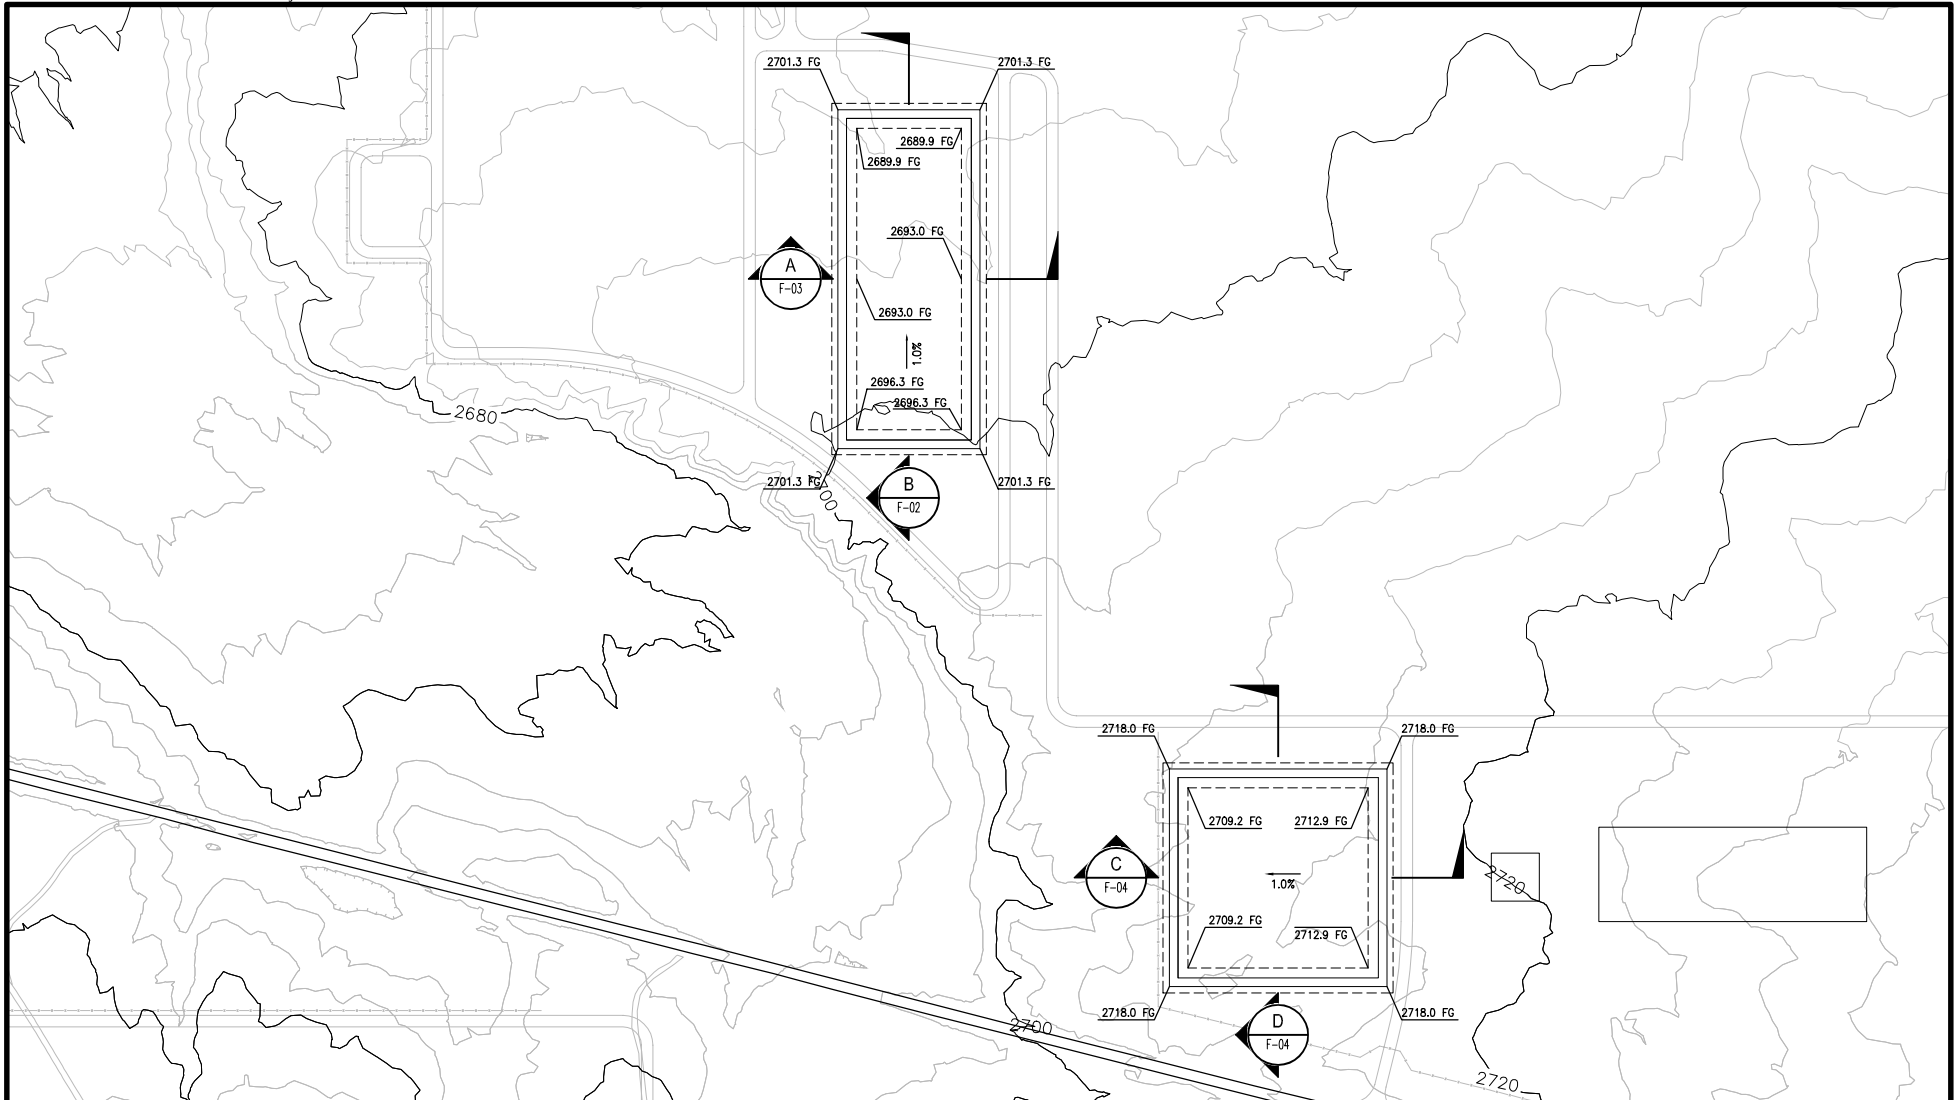 2701.3 FG
2701.3 FG
2689.9 FG
2689.9 FG
2693.0 FG
A
F-03
2693.0 FG
1.0%
2696.3 FG
2696.3 FG
2680
2701.3 FG
2700
B
F-02
2701.3 FG
2718.0 FG
2718.0 FG
2709.2 FG
2712.9 FG
C
F-04
1.0%
2720
2709.2 FG
2712.9 FG
2718.0 FG
2718.0 FG
D
F-04
2700
2720